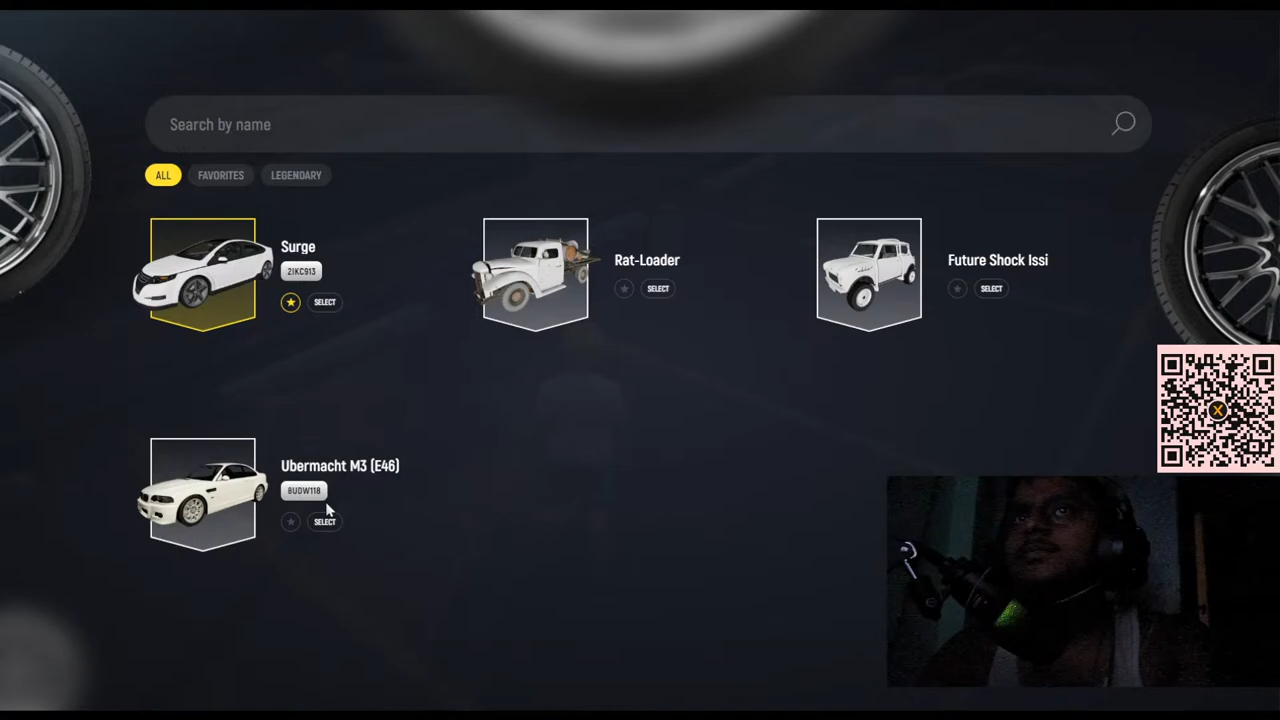 Search by name
ALL FAVORITES LEGENDARY
Surge
2IKC913
SELECT
Rat-Loader
SELECT
Future Shock Issi
SELECT
Ubermacht M3 (E46)
8UDW118
SELECT
X